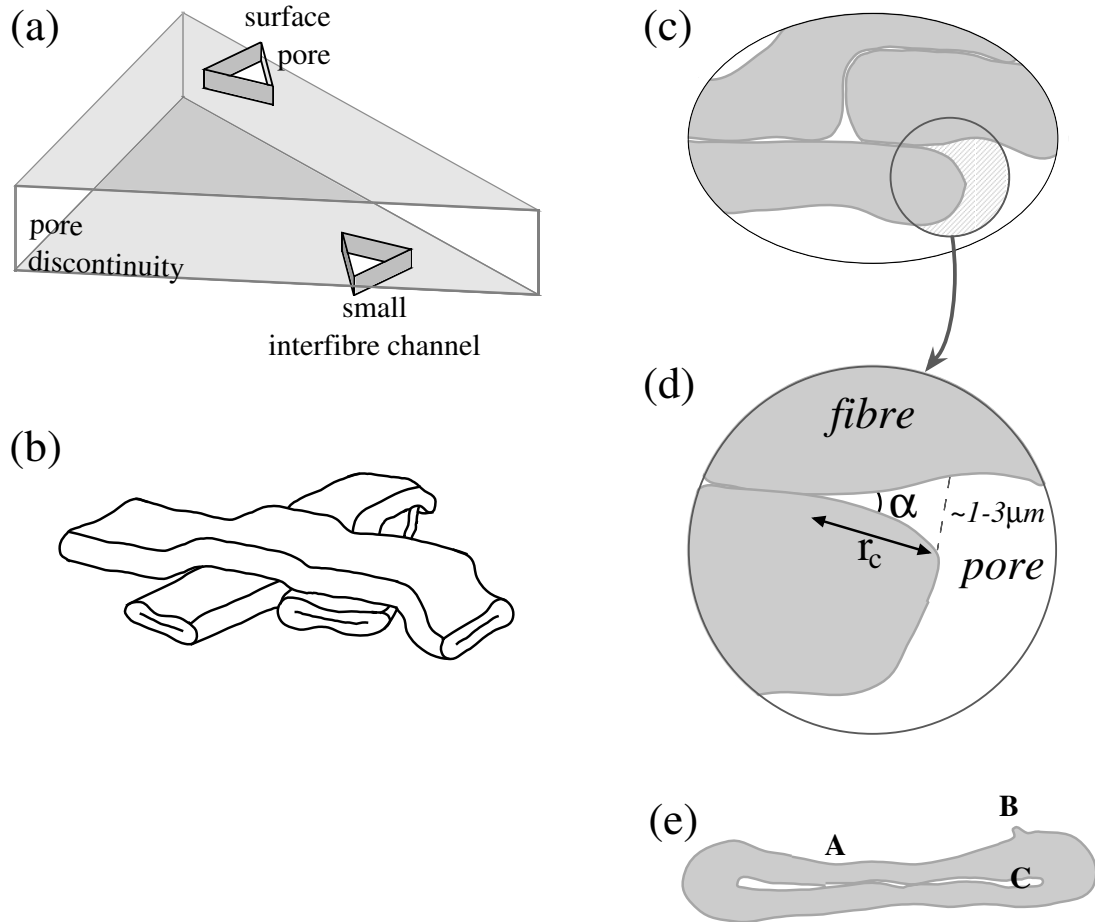 (a)
surface
pore
pore
discontinuity
small
interfibre channel
(b)
(c)
(d)
fibre
α
~1-3μm
r_c
pore
(e)
A
B
C